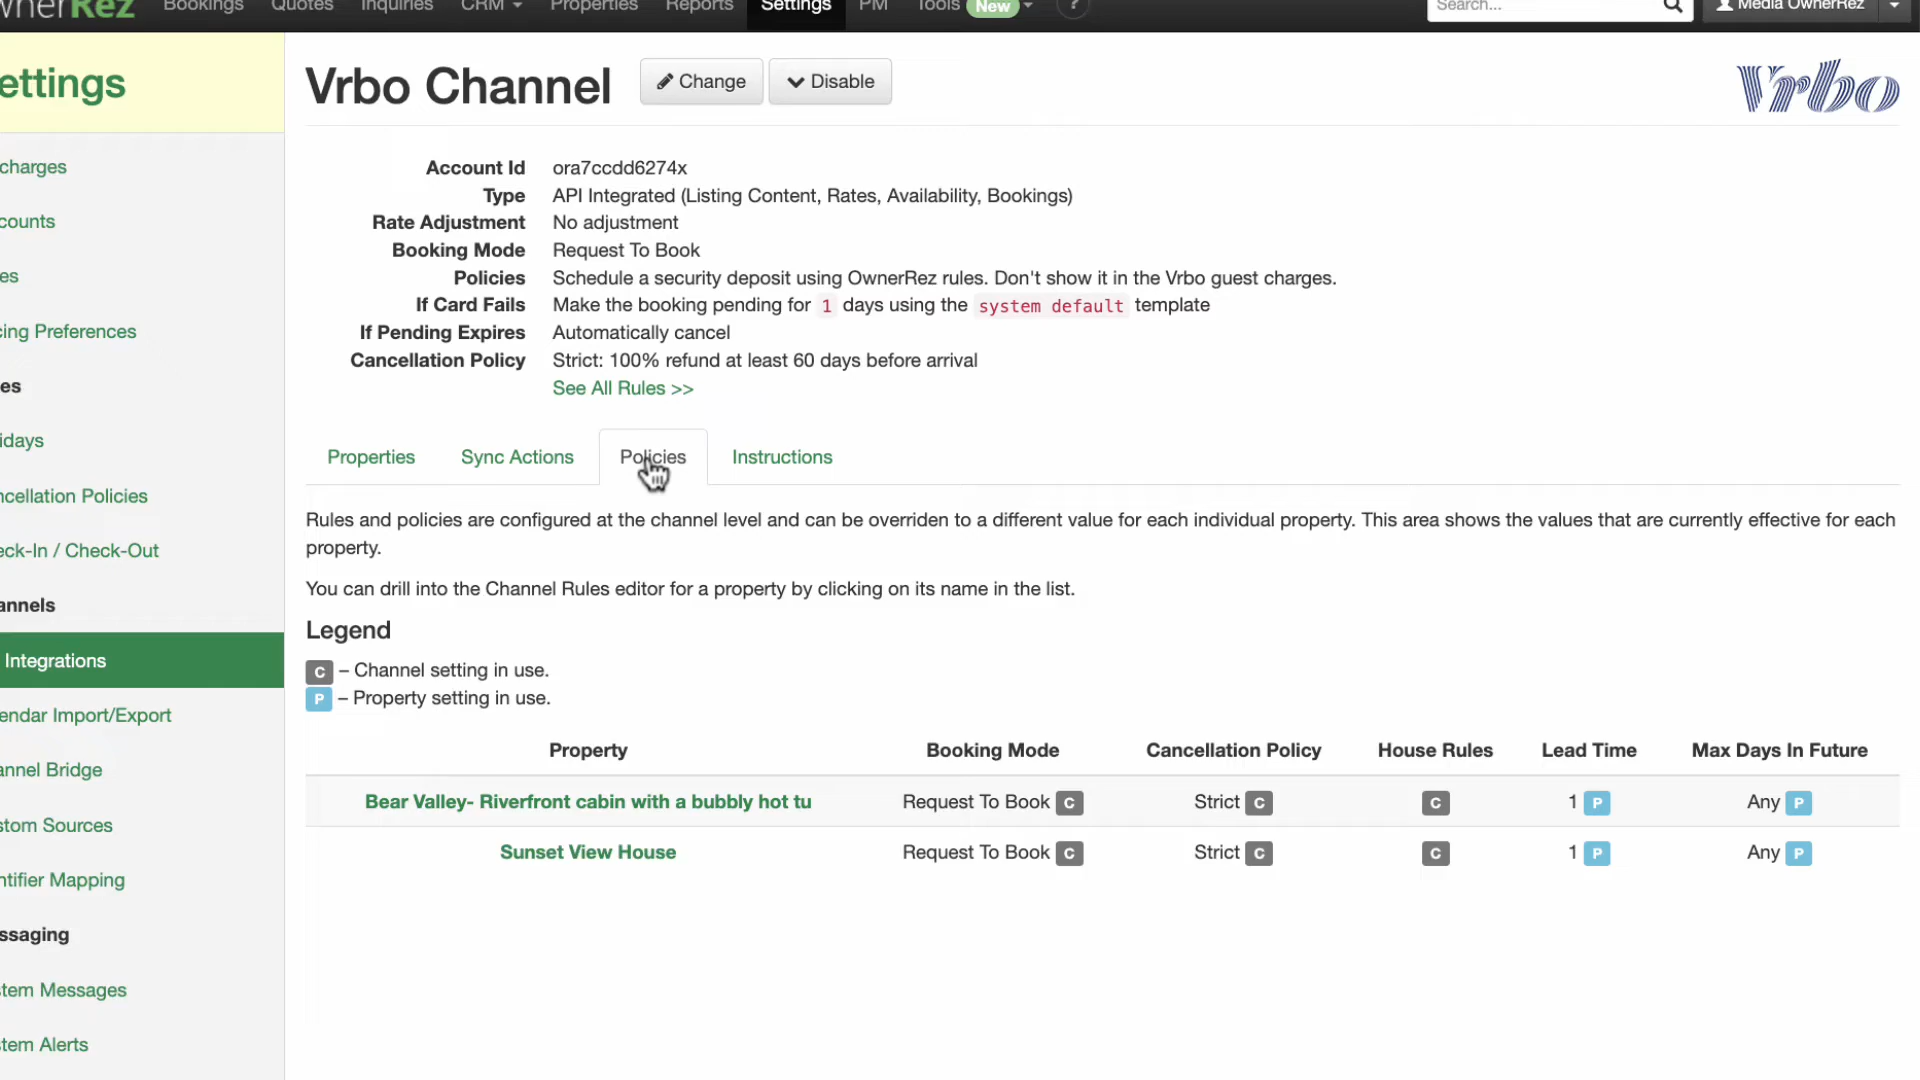 wnerRez Bookings Quotes Inquiries CRM Properties Reports Settings PM Tools New ? Search... Media OwnerRez
ettings
Vrbo Channel Change Disable Vrbo
charges
counts
es
cing Preferences
es
idays
ncellation Policies
eck-In / Check-Out
annels
Integrations
endar Import/Export
annel Bridge
stom Sources
ntifier Mapping
ssaging
stem Messages
stem Alerts
Account Id ora7ccdd6274x
Type API Integrated (Listing Content, Rates, Availability, Bookings)
Rate Adjustment No adjustment
Booking Mode Request To Book
Policies Schedule a security deposit using OwnerRez rules. Don't show it in the Vrbo guest charges.
If Card Fails Make the booking pending for 1 days using the system default template
If Pending Expires Automatically cancel
Cancellation Policy Strict: 100% refund at least 60 days before arrival
See All Rules >>
Properties Sync Actions Policies Instructions
Rules and policies are configured at the channel level and can be overriden to a different value for each individual property. This area shows the values that are currently effective for each
property.
You can drill into the Channel Rules editor for a property by clicking on its name in the list.
Legend
C – Channel setting in use.
P – Property setting in use.
Property Booking Mode Cancellation Policy House Rules Lead Time Max Days In Future
Bear Valley- Riverfront cabin with a bubbly hot tu Request To Book C Strict C C 1 P Any P
Sunset View House Request To Book C Strict C C 1 P Any P